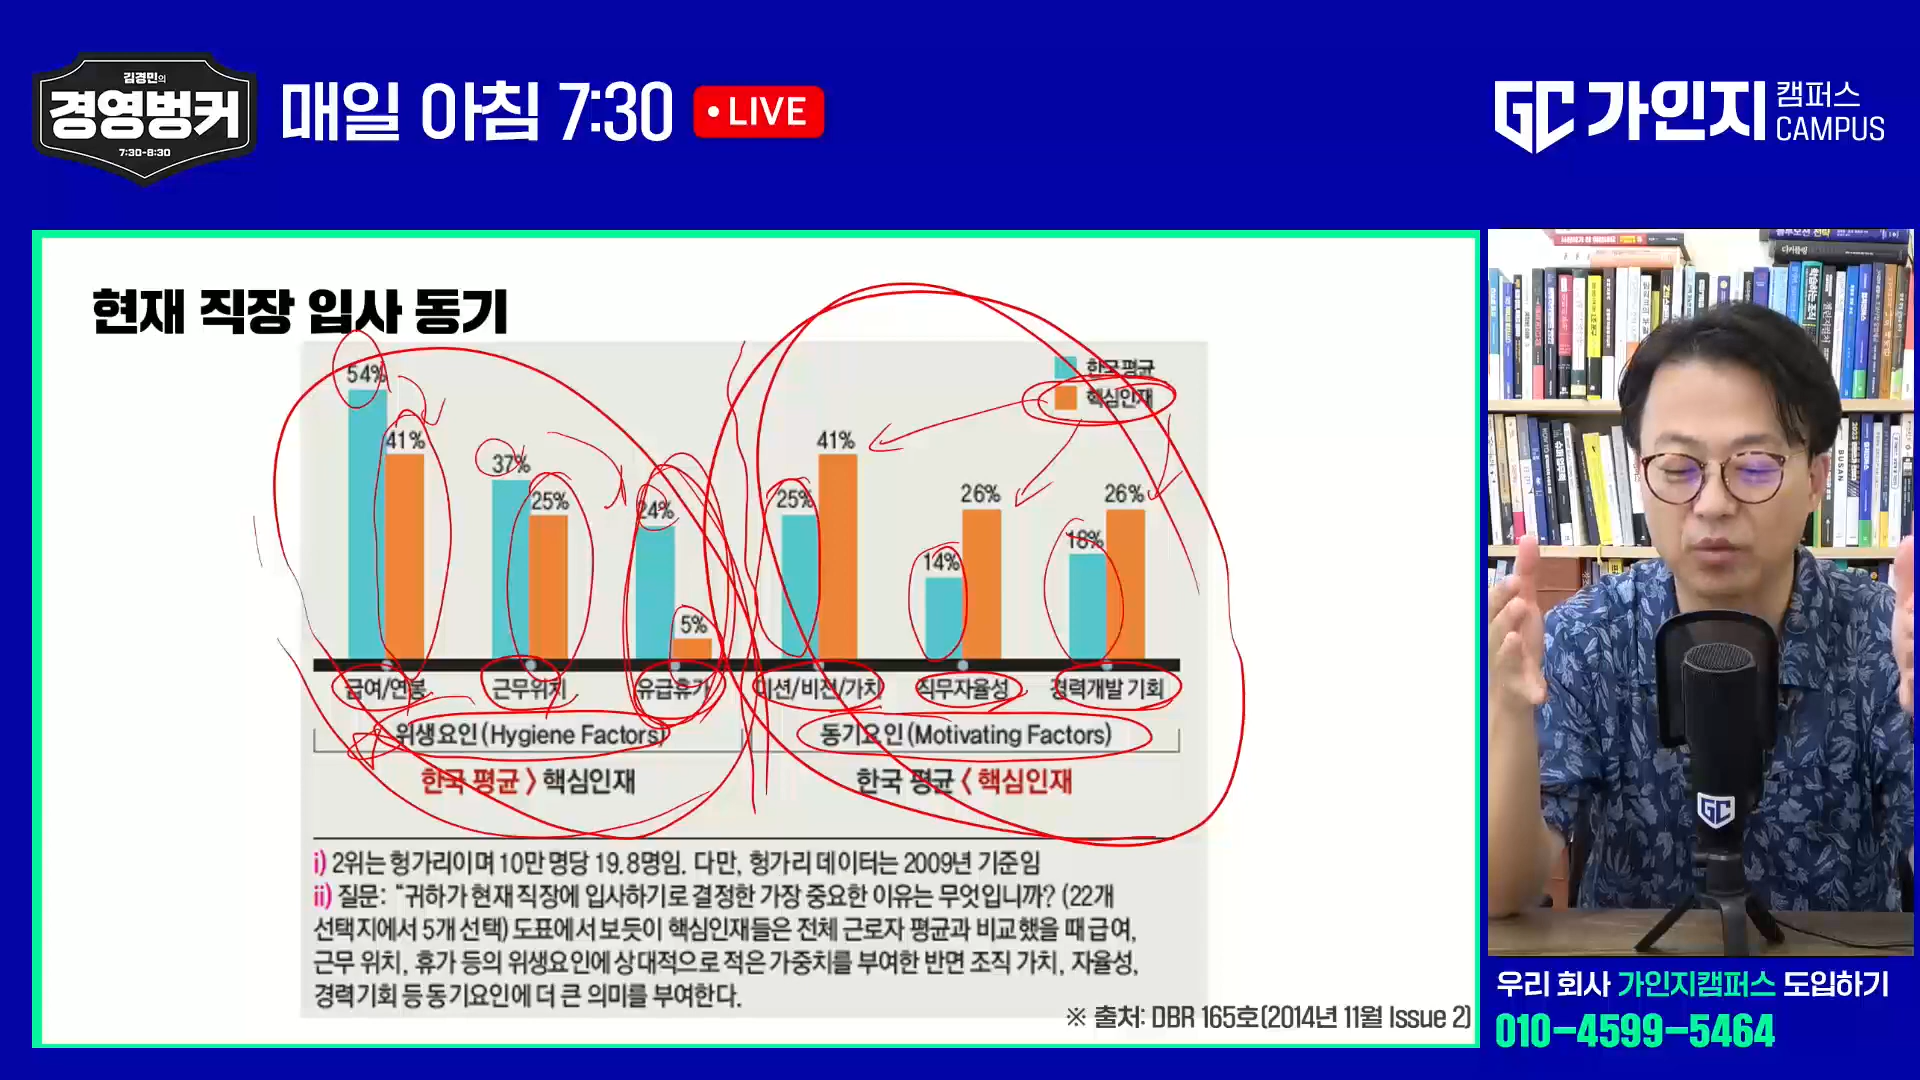 김경민의
경영벙커
7:30-8:30
매일 아침 7:30
• LIVE
GC 가인지 캠퍼스
CAMPUS
현재 직장 입사 동기
한국 평균
핵심인재
54%
41%
37%
25%
24%
5%
25%
41%
14%
26%
18%
26%
급여/연봉
근무위치
유급휴가
미션/비전/가치
직무자율성
경력개발 기회
위생요인(Hygiene Factors)
동기요인(Motivating Factors)
한국 평균 > 핵심인재
한국 평균 < 핵심인재
i) 2위는 헝가리이며 10만 명당 19.8명임. 다만, 헝가리 데이터는 2009년 기준임
ii) 질문: “귀하가 현재 직장에 입사하기로 결정한 가장 중요한 이유는 무엇입니까? (22개
선택지에서 5개 선택) 도표에서 보듯이 핵심인재들은 전체 근로자 평균과 비교했을 때 급여,
근무 위치, 휴가 등의 위생요인에 상대적으로 적은 가중치를 부여한 반면 조직 가치, 자율성,
경력기회 등 동기요인에 더 큰 의미를 부여한다.
※ 출처: DBR 165호(2014년 11월 Issue 2)
BUSAN
GC
우리 회사 가인지캠퍼스 도입하기
010-4599-5464